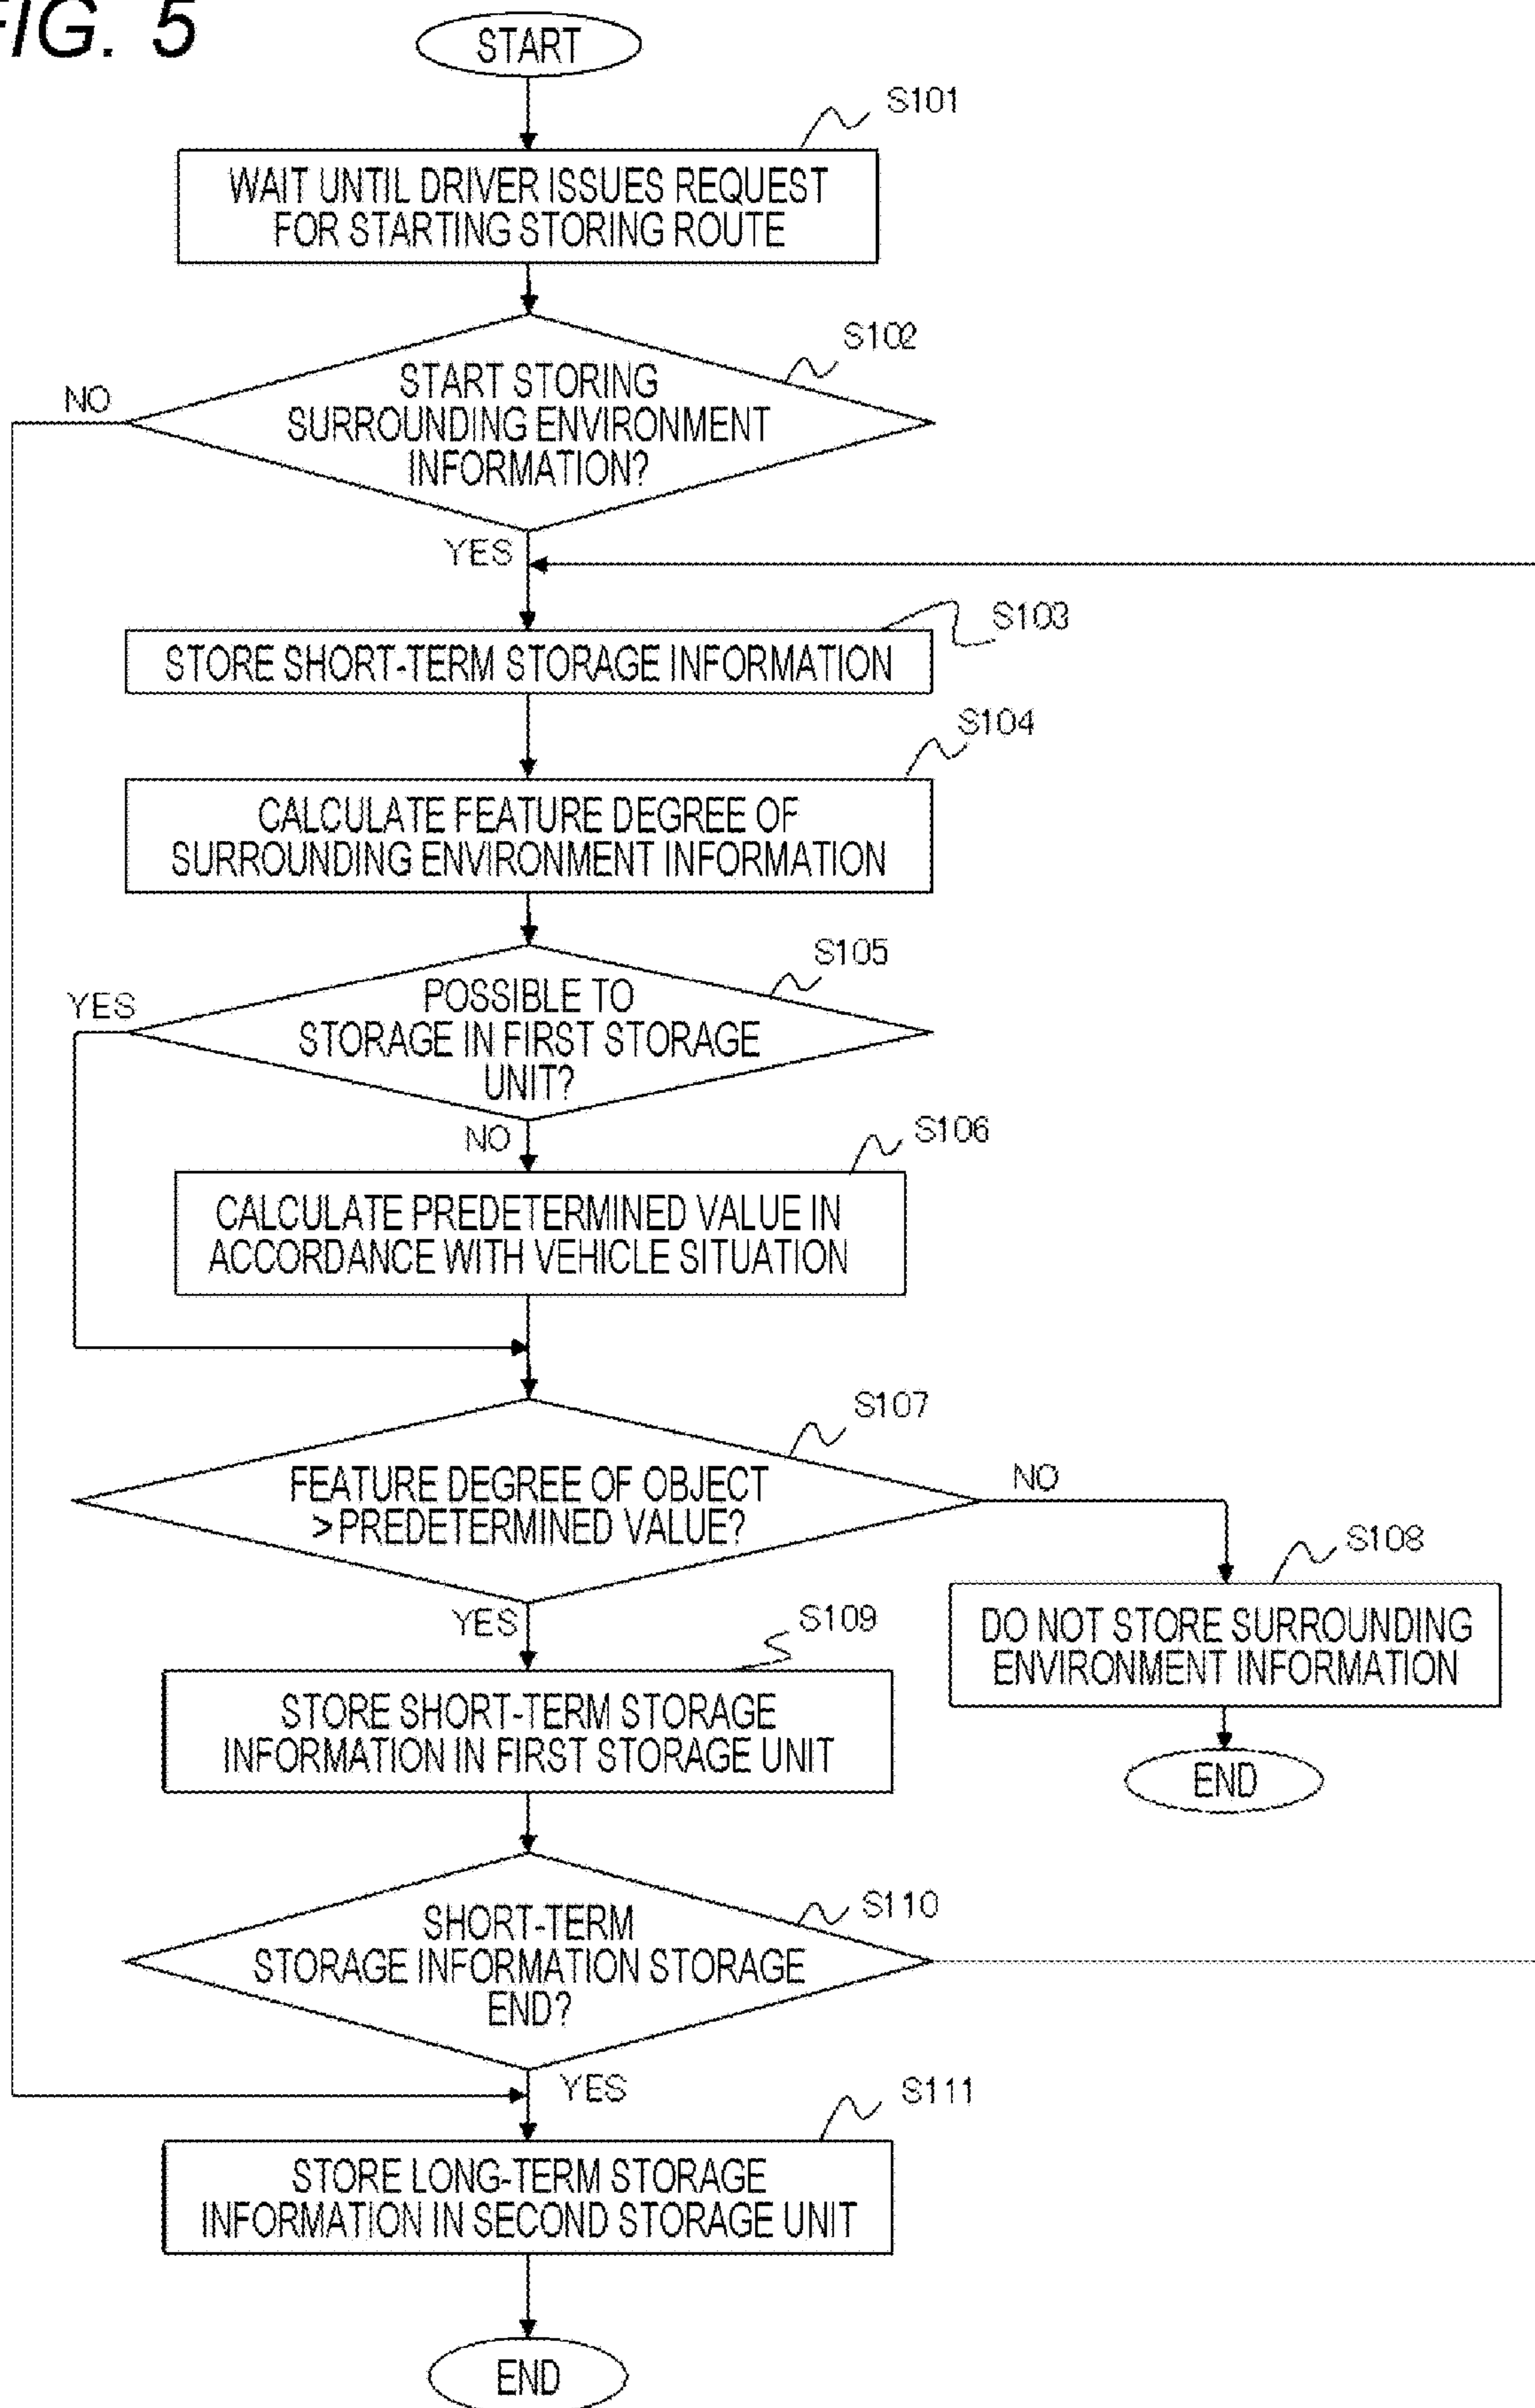 FIG. 5
START
S101
WAIT UNTIL DRIVER ISSUES REQUEST
FOR STARTING STORING ROUTE
S102
NO
START STORING
SURROUNDING ENVIRONMENT
INFORMATION?
YES
S103
STORE SHORT-TERM STORAGE INFORMATION
S104
CALCULATE FEATURE DEGREE OF
SURROUNDING ENVIRONMENT INFORMATION
S105
YES
POSSIBLE TO
STORAGE IN FIRST STORAGE
UNIT?
NO
S106
CALCULATE PREDETERMINED VALUE IN
ACCORDANCE WITH VEHICLE SITUATION
S107
FEATURE DEGREE OF OBJECT
> PREDETERMINED VALUE?
NO
S108
DO NOT STORE SURROUNDING
ENVIRONMENT INFORMATION
END
YES
S109
STORE SHORT-TERM STORAGE
INFORMATION IN FIRST STORAGE UNIT
S110
SHORT-TERM
STORAGE INFORMATION STORAGE
END?
YES
S111
STORE LONG-TERM STORAGE
INFORMATION IN SECOND STORAGE UNIT
END